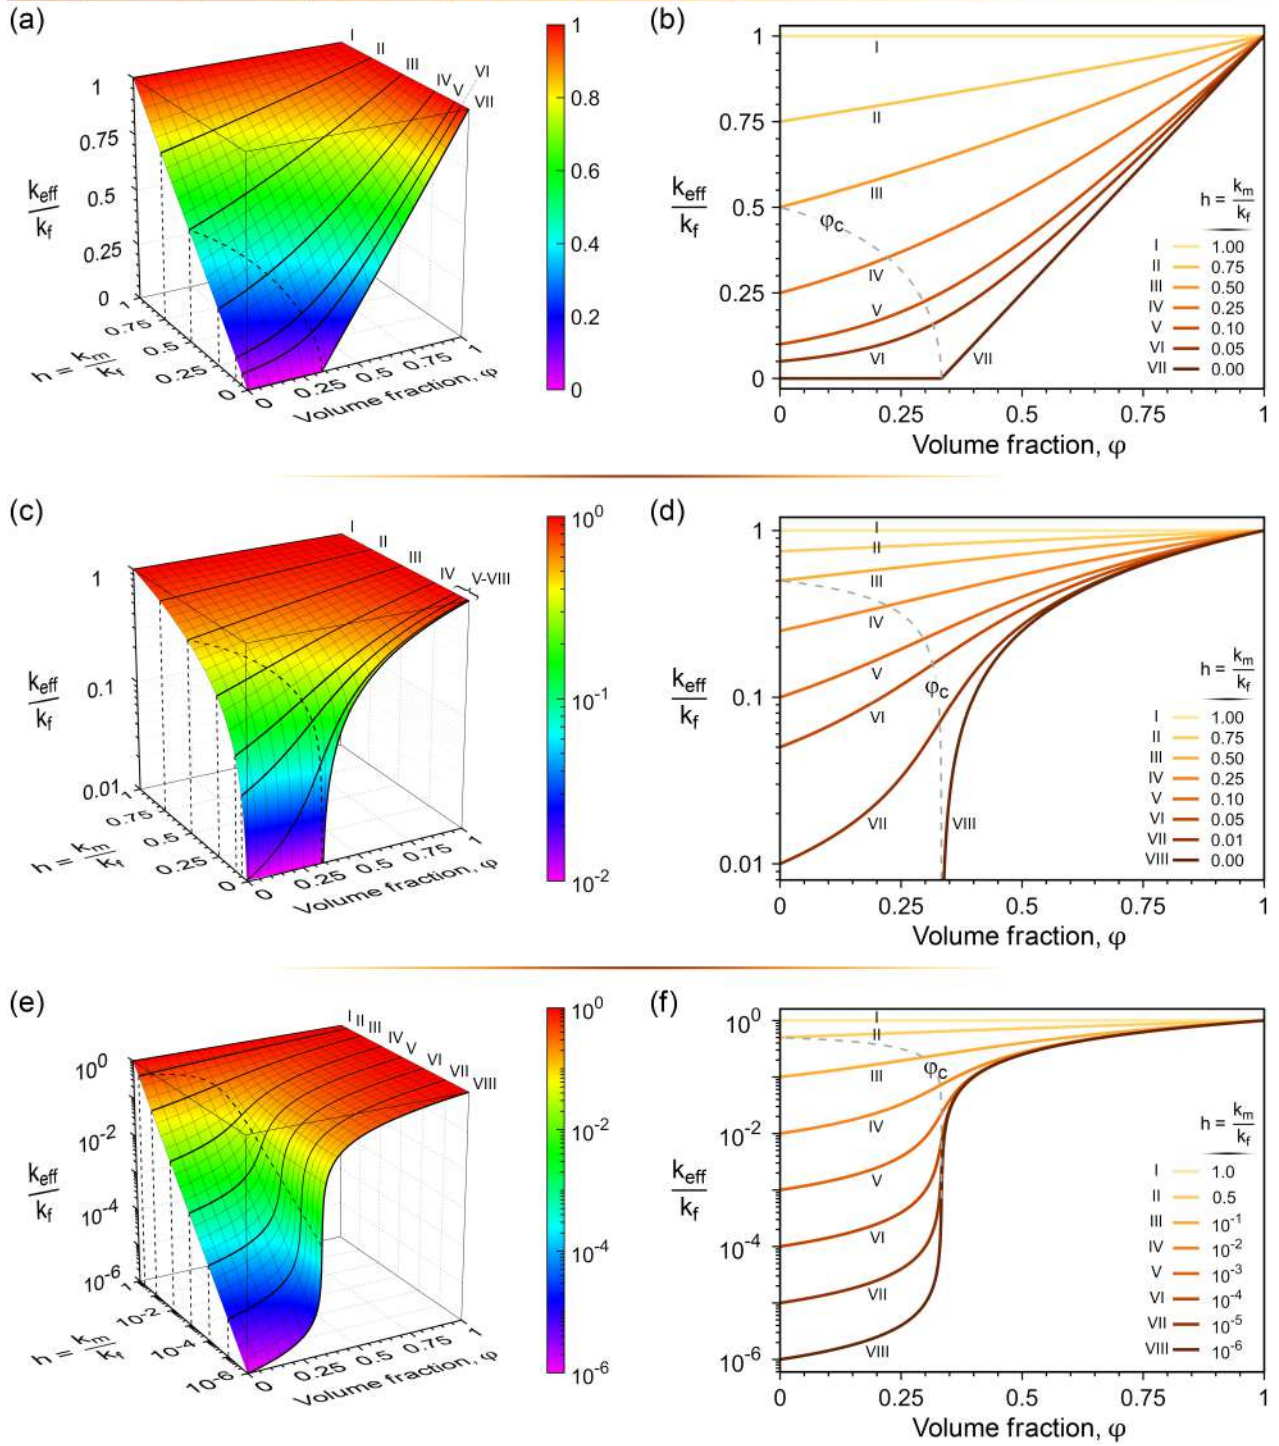 (a)
1
0.75
0.5
0.25
0
k_eff
k_f
1
0.75
0.5
0.25
0
h = k_m
k_f
0
0.25
0.5
0.75
1
Volume fraction, φ
I
II
III
IV
V
VI
VII
1
0.8
0.6
0.4
0.2
0
(b)
1
0.75
0.5
0.25
0
k_eff
k_f
I
II
III
φ_C
IV
V
VI
VII
h = k_m
k_f
I 1.00
II 0.75
III 0.50
IV 0.25
V 0.10
VI 0.05
VII 0.00
0 0.25 0.5 0.75 1
Volume fraction, φ
(c)
1
0.1
0.01
k_eff
k_f
1
0.75
0.5
0.25
0
h = k_m
k_f
0
0.25
0.5
0.75
1
Volume fraction, φ
I
II
III
IV
V-VIII
10^0
10^-1
10^-2
(d)
1
0.1
0.01
k_eff
k_f
I
II
III
IV
V
φ_C
VI
VII
VIII
h = k_m
k_f
I 1.00
II 0.75
III 0.50
IV 0.25
V 0.10
VI 0.05
VII 0.01
VIII 0.00
0 0.25 0.5 0.75 1
Volume fraction, φ
(e)
10^0
10^-2
10^-4
10^-6
k_eff
k_f
1
10^-2
10^-4
10^-6
h = k_m
k_f
0
0.25
0.5
0.75
1
Volume fraction, φ
I
II
III
IV
V
VI
VII
VIII
10^0
10^-2
10^-4
10^-6
(f)
10^0
10^-2
10^-4
10^-6
k_eff
k_f
I
II
φ_C
III
IV
V
VI
VII
VIII
h = k_m
k_f
I 1.0
II 0.5
III 10^-1
IV 10^-2
V 10^-3
VI 10^-4
VII 10^-5
VIII 10^-6
0 0.25 0.5 0.75 1
Volume fraction, φ